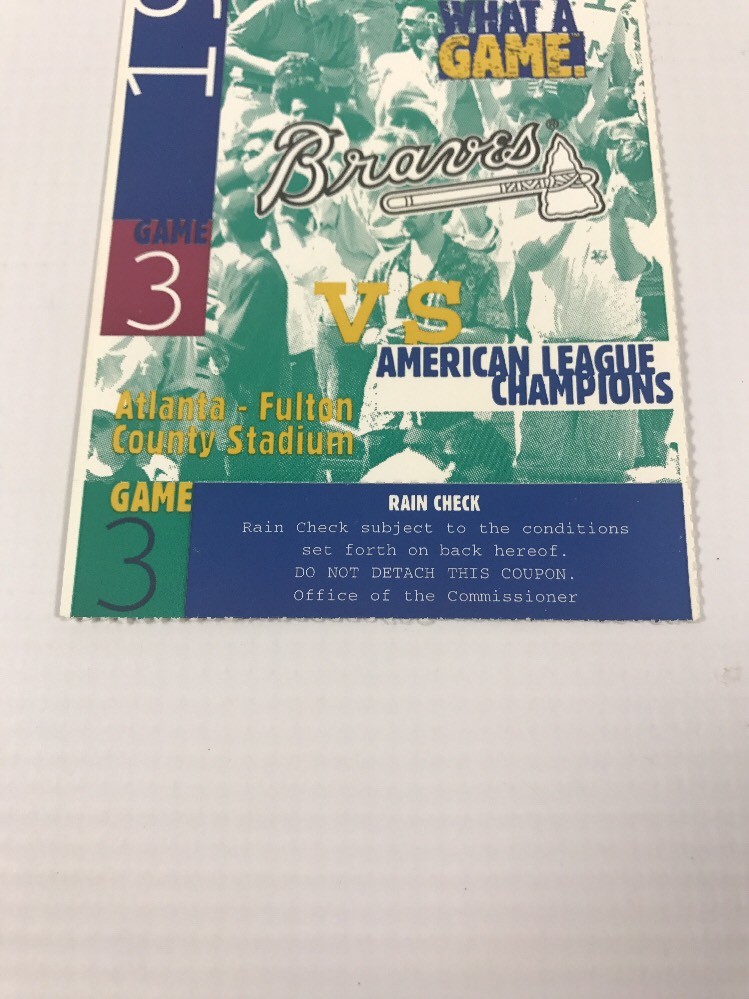 WHAT A
GAME.™
Braves®
GAME
3
VS
AMERICAN LEAGUE
CHAMPIONS
Atlanta - Fulton
County Stadium
GAME
3
RAIN CHECK
Rain Check subject to the conditions
set forth on back hereof.
DO NOT DETACH THIS COUPON.
Office of the Commissioner